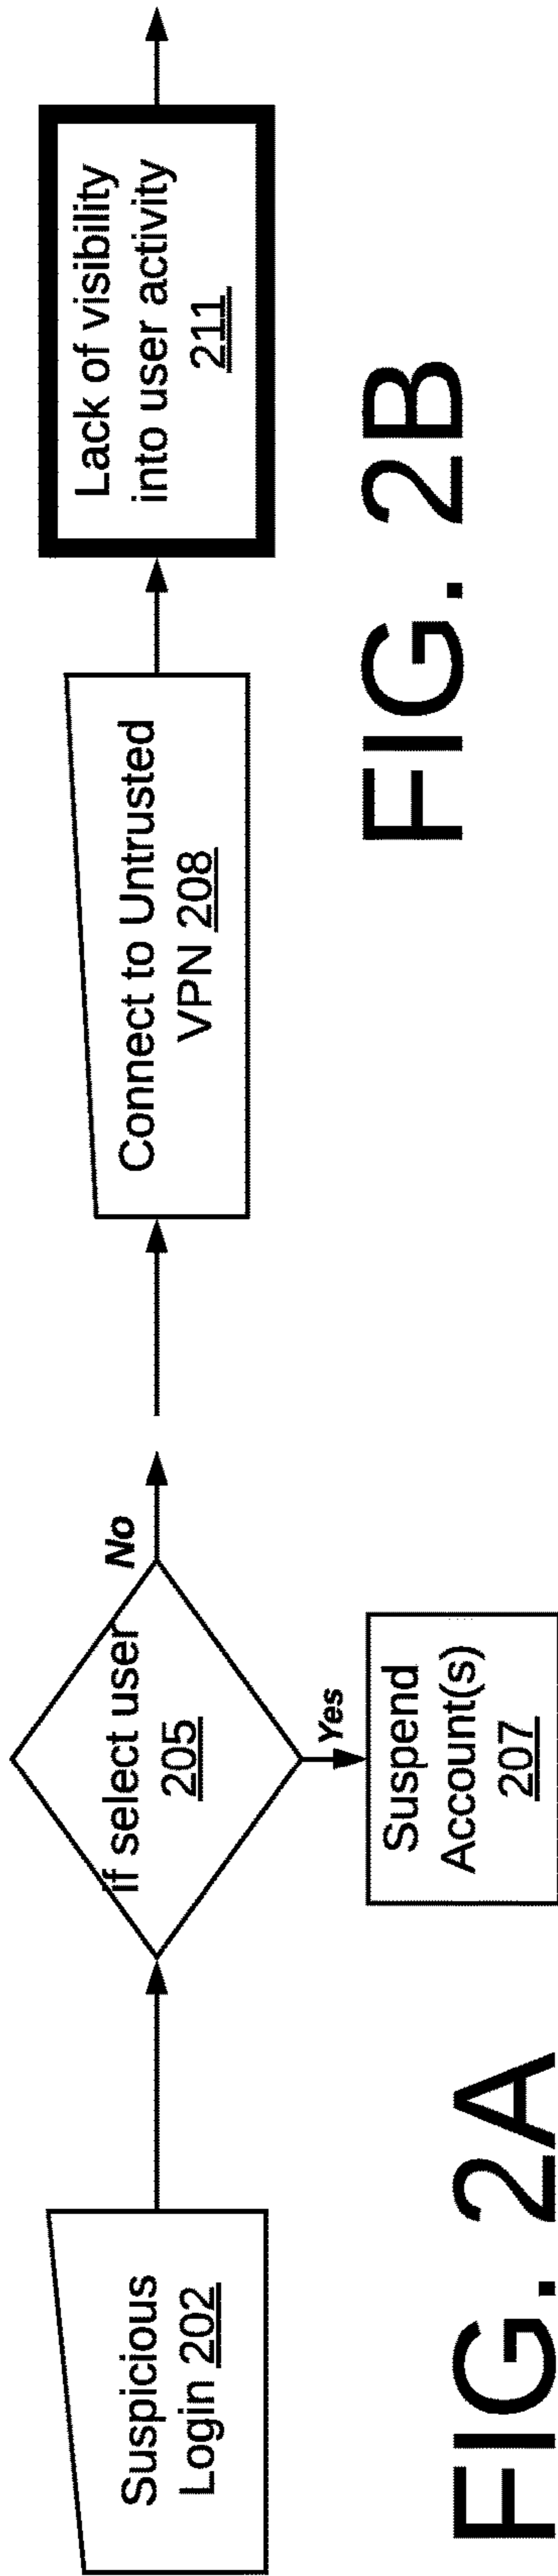 Suspicious
Login 202
if select user
205
No
Yes
Suspend
Account(s)
207
FIG. 2A
Connect to Untrusted
VPN 208
Lack of visibility
into user activity
211
FIG. 2B